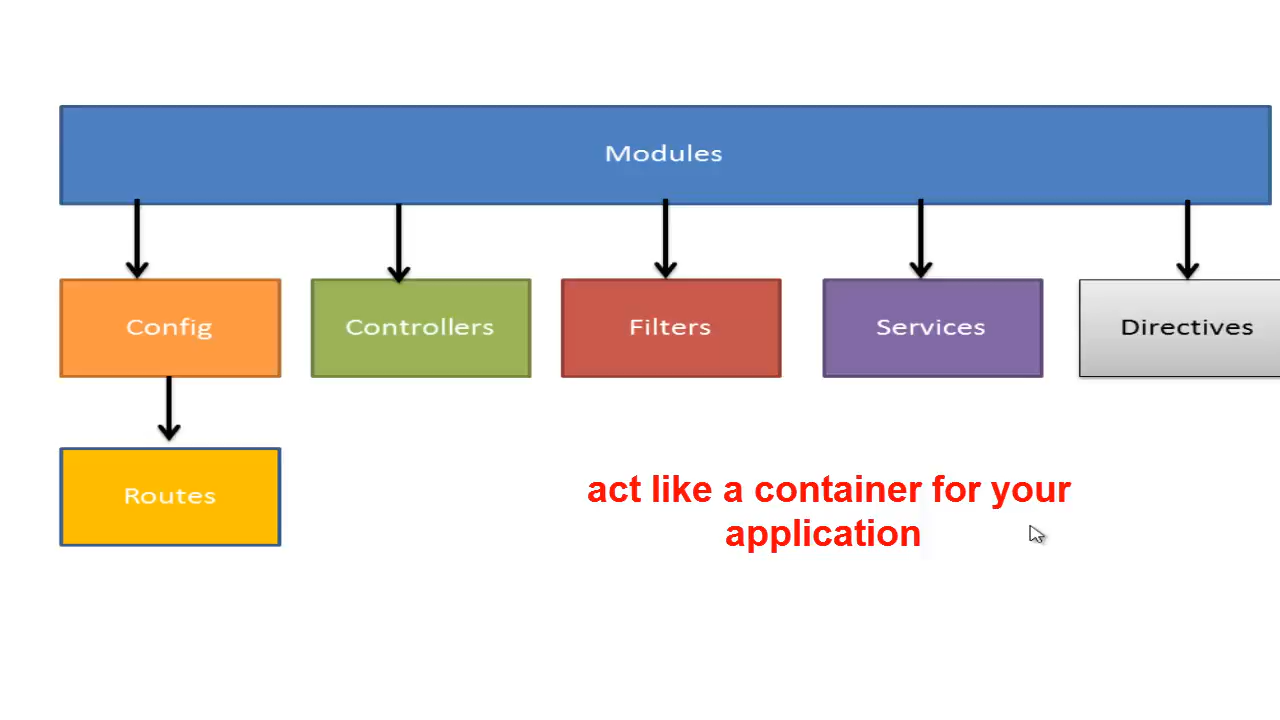 Modules
Config
Controllers
Filters
Services
Directives
Routes
act like a container for your
application